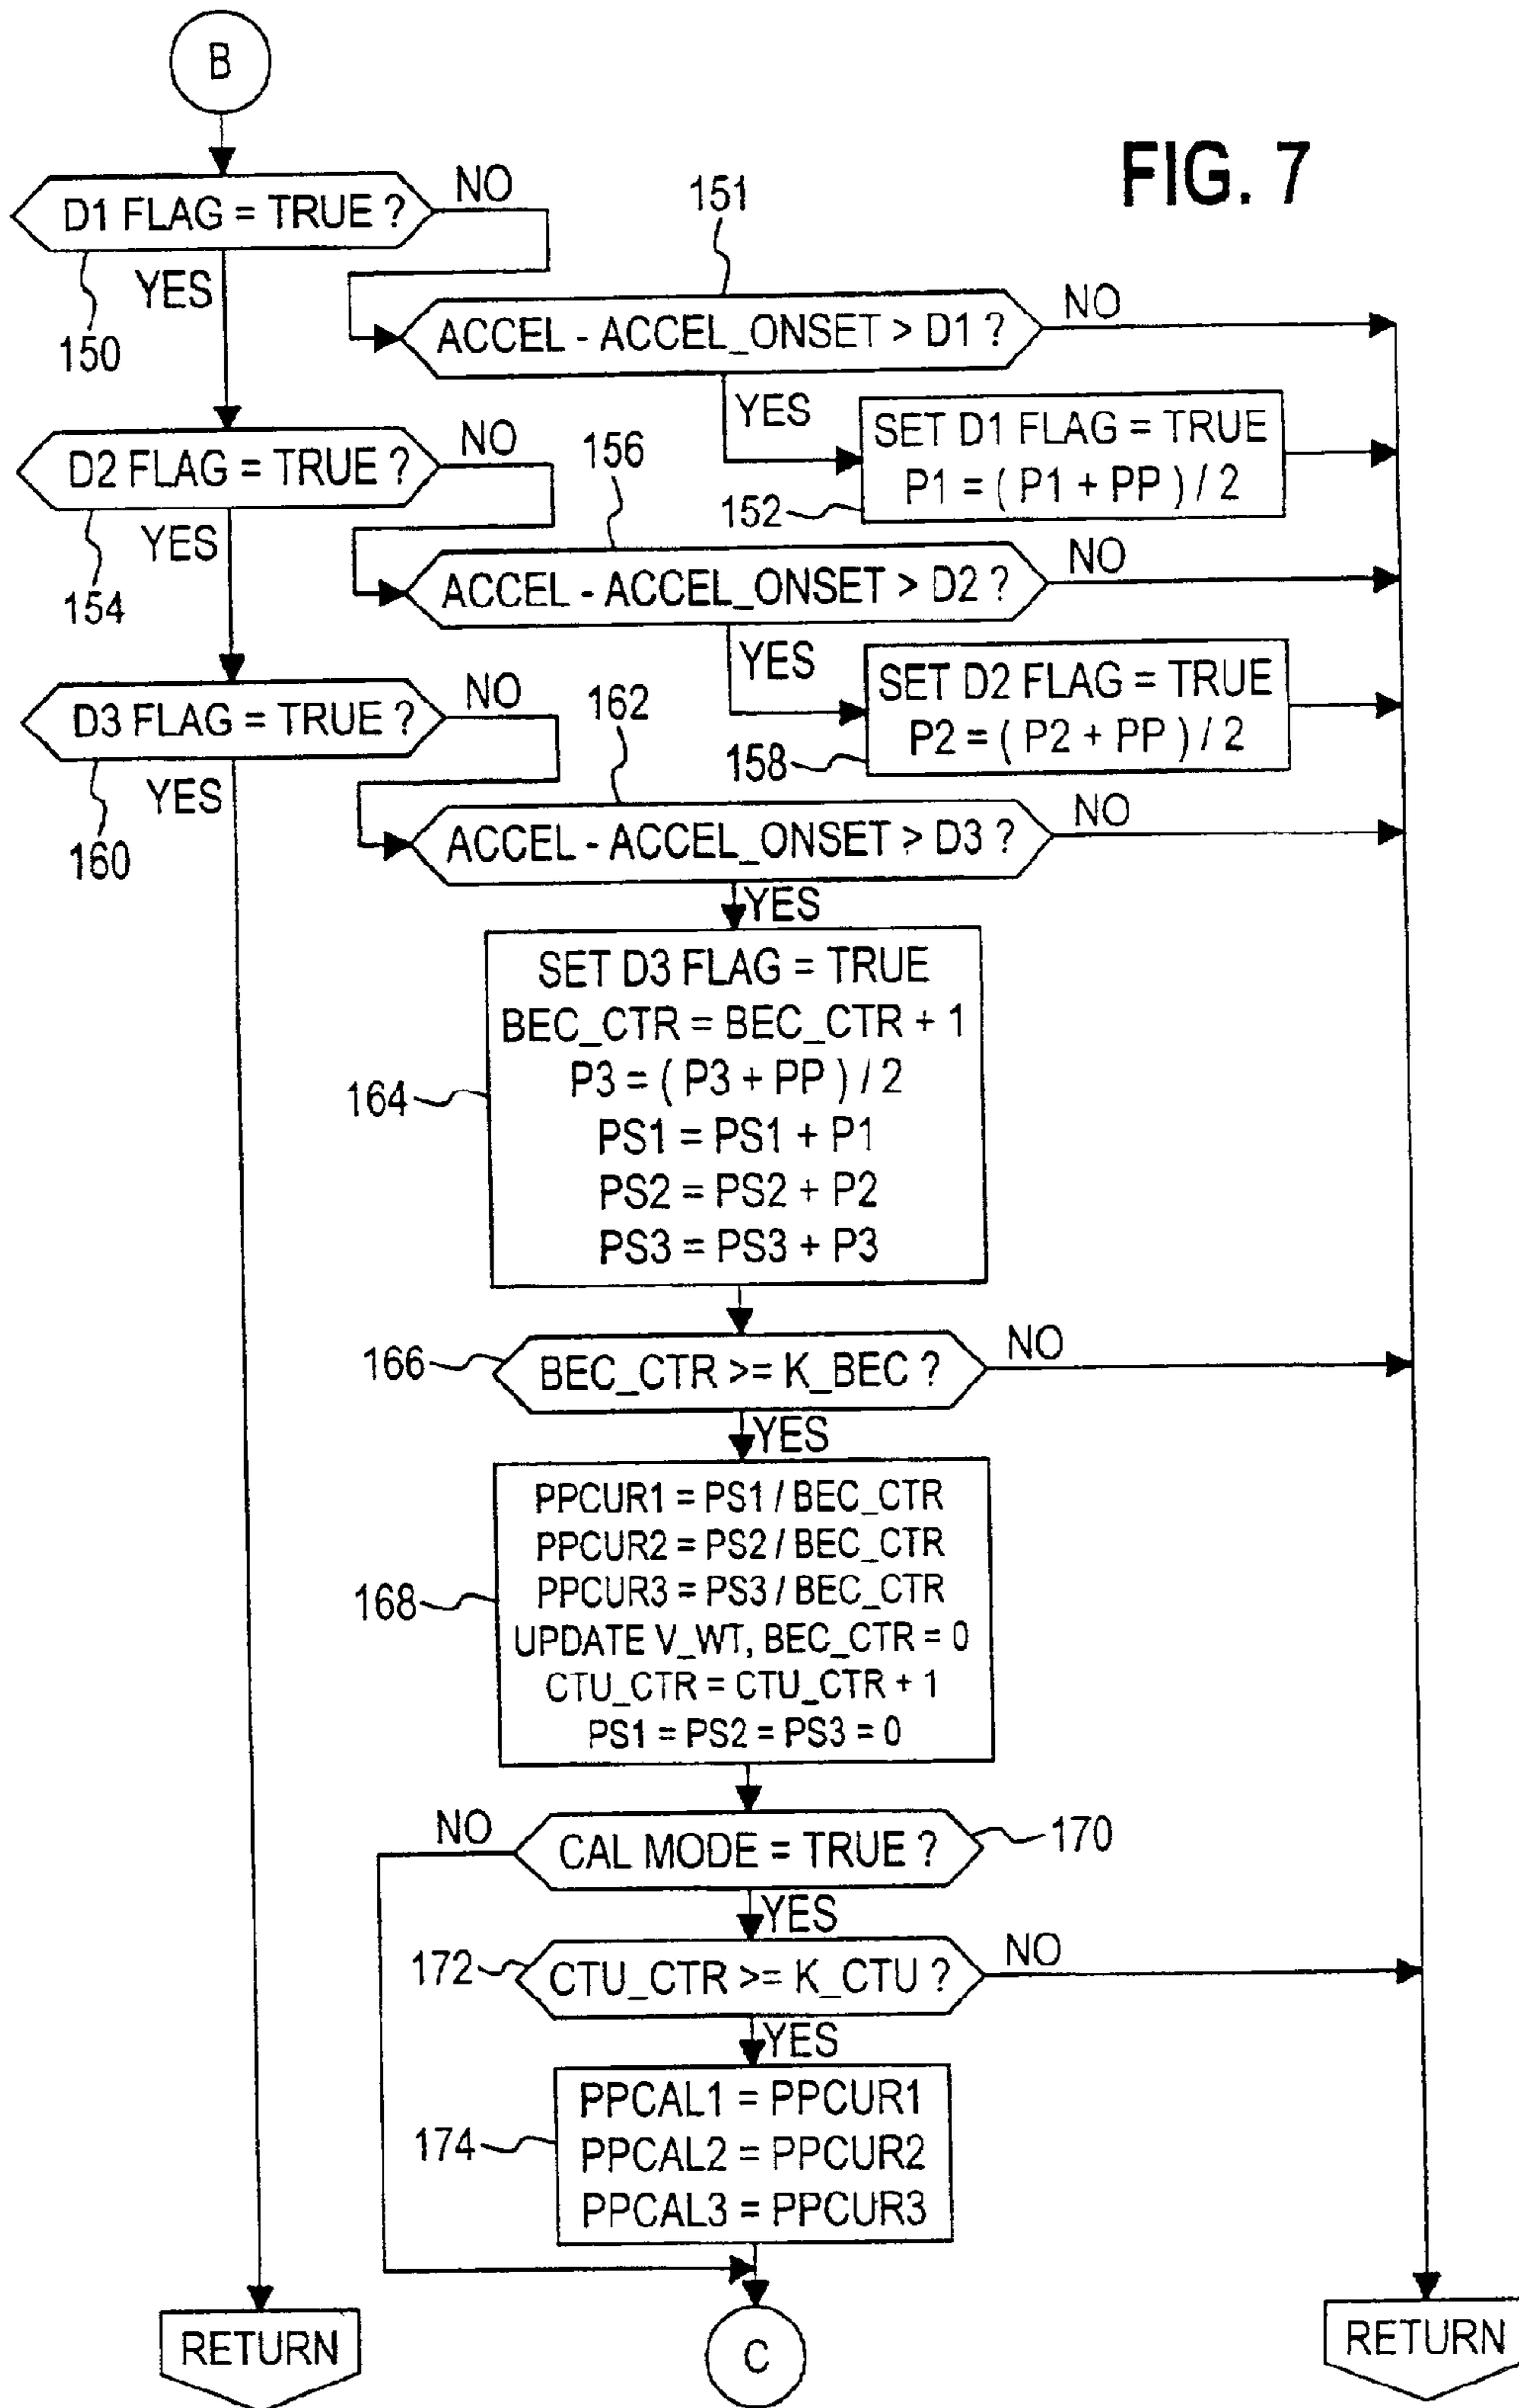 B
FIG. 7
D1 FLAG = TRUE ?
NO
YES
150
151
ACCEL - ACCEL_ONSET > D1 ?
NO
YES
SET D1 FLAG = TRUE
P1 = ( P1 + PP ) / 2
152
D2 FLAG = TRUE ?
NO
YES
154
156
ACCEL - ACCEL_ONSET > D2 ?
NO
YES
SET D2 FLAG = TRUE
P2 = ( P2 + PP ) / 2
158
D3 FLAG = TRUE ?
NO
YES
160
162
ACCEL - ACCEL_ONSET > D3 ?
NO
YES
SET D3 FLAG = TRUE
BEC_CTR = BEC_CTR + 1
P3 = ( P3 + PP ) / 2
PS1 = PS1 + P1
PS2 = PS2 + P2
PS3 = PS3 + P3
164
166
BEC_CTR >= K_BEC ?
NO
YES
PPCUR1 = PS1 / BEC_CTR
PPCUR2 = PS2 / BEC_CTR
PPCUR3 = PS3 / BEC_CTR
UPDATE V_WT, BEC_CTR = 0
CTU_CTR = CTU_CTR + 1
PS1 = PS2 = PS3 = 0
168
NO
CAL MODE = TRUE ?
170
YES
172
CTU_CTR >= K_CTU ?
NO
YES
PPCAL1 = PPCUR1
PPCAL2 = PPCUR2
PPCAL3 = PPCUR3
174
RETURN
C
RETURN